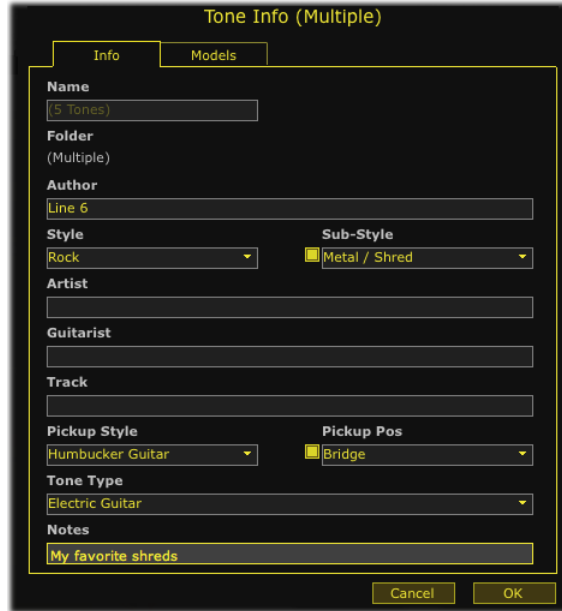 Tone Info (Multiple)
Info Models
Name
(5 Tones)
Folder
(Multiple)
Author
Line 6
Style Sub-Style
Rock Metal / Shred
Artist
Guitarist
Track
Pickup Style Pickup Pos
Humbucker Guitar Bridge
Tone Type
Electric Guitar
Notes
My favorite shreds
Cancel OK